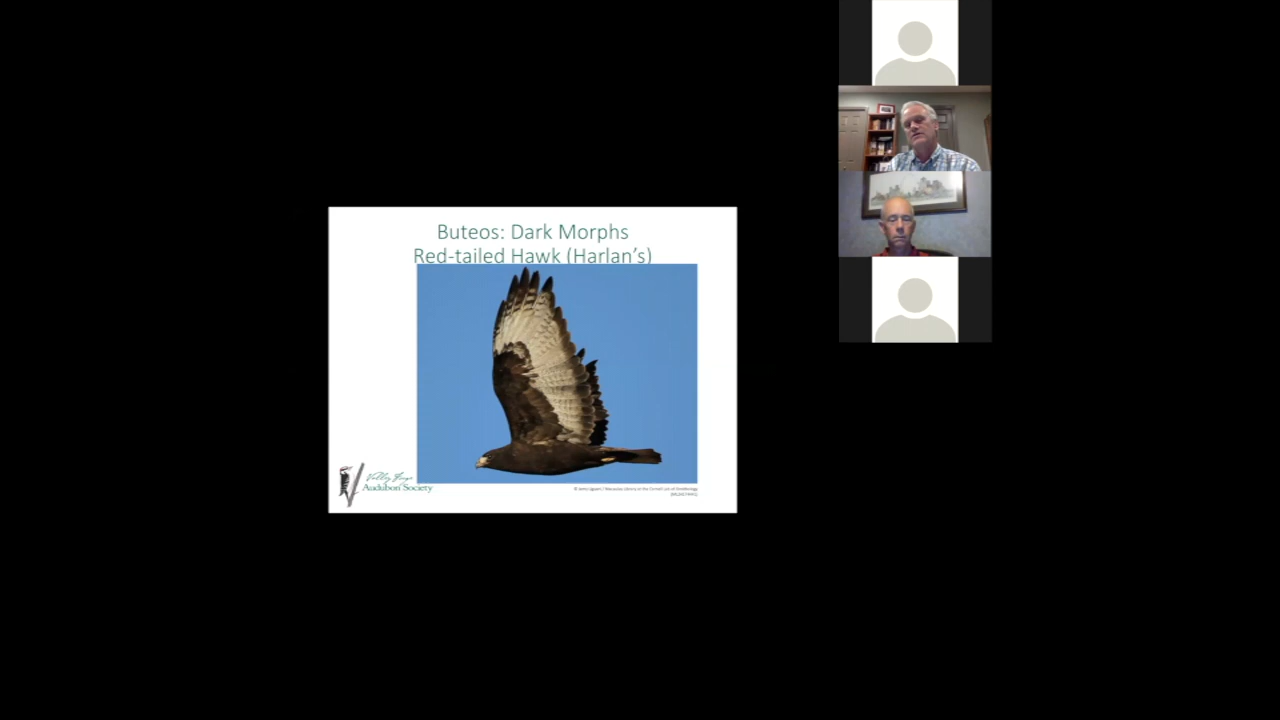 Buteos: Dark Morphs
Red-tailed Hawk (Harlan's)
Valley Forge
Audubon Society